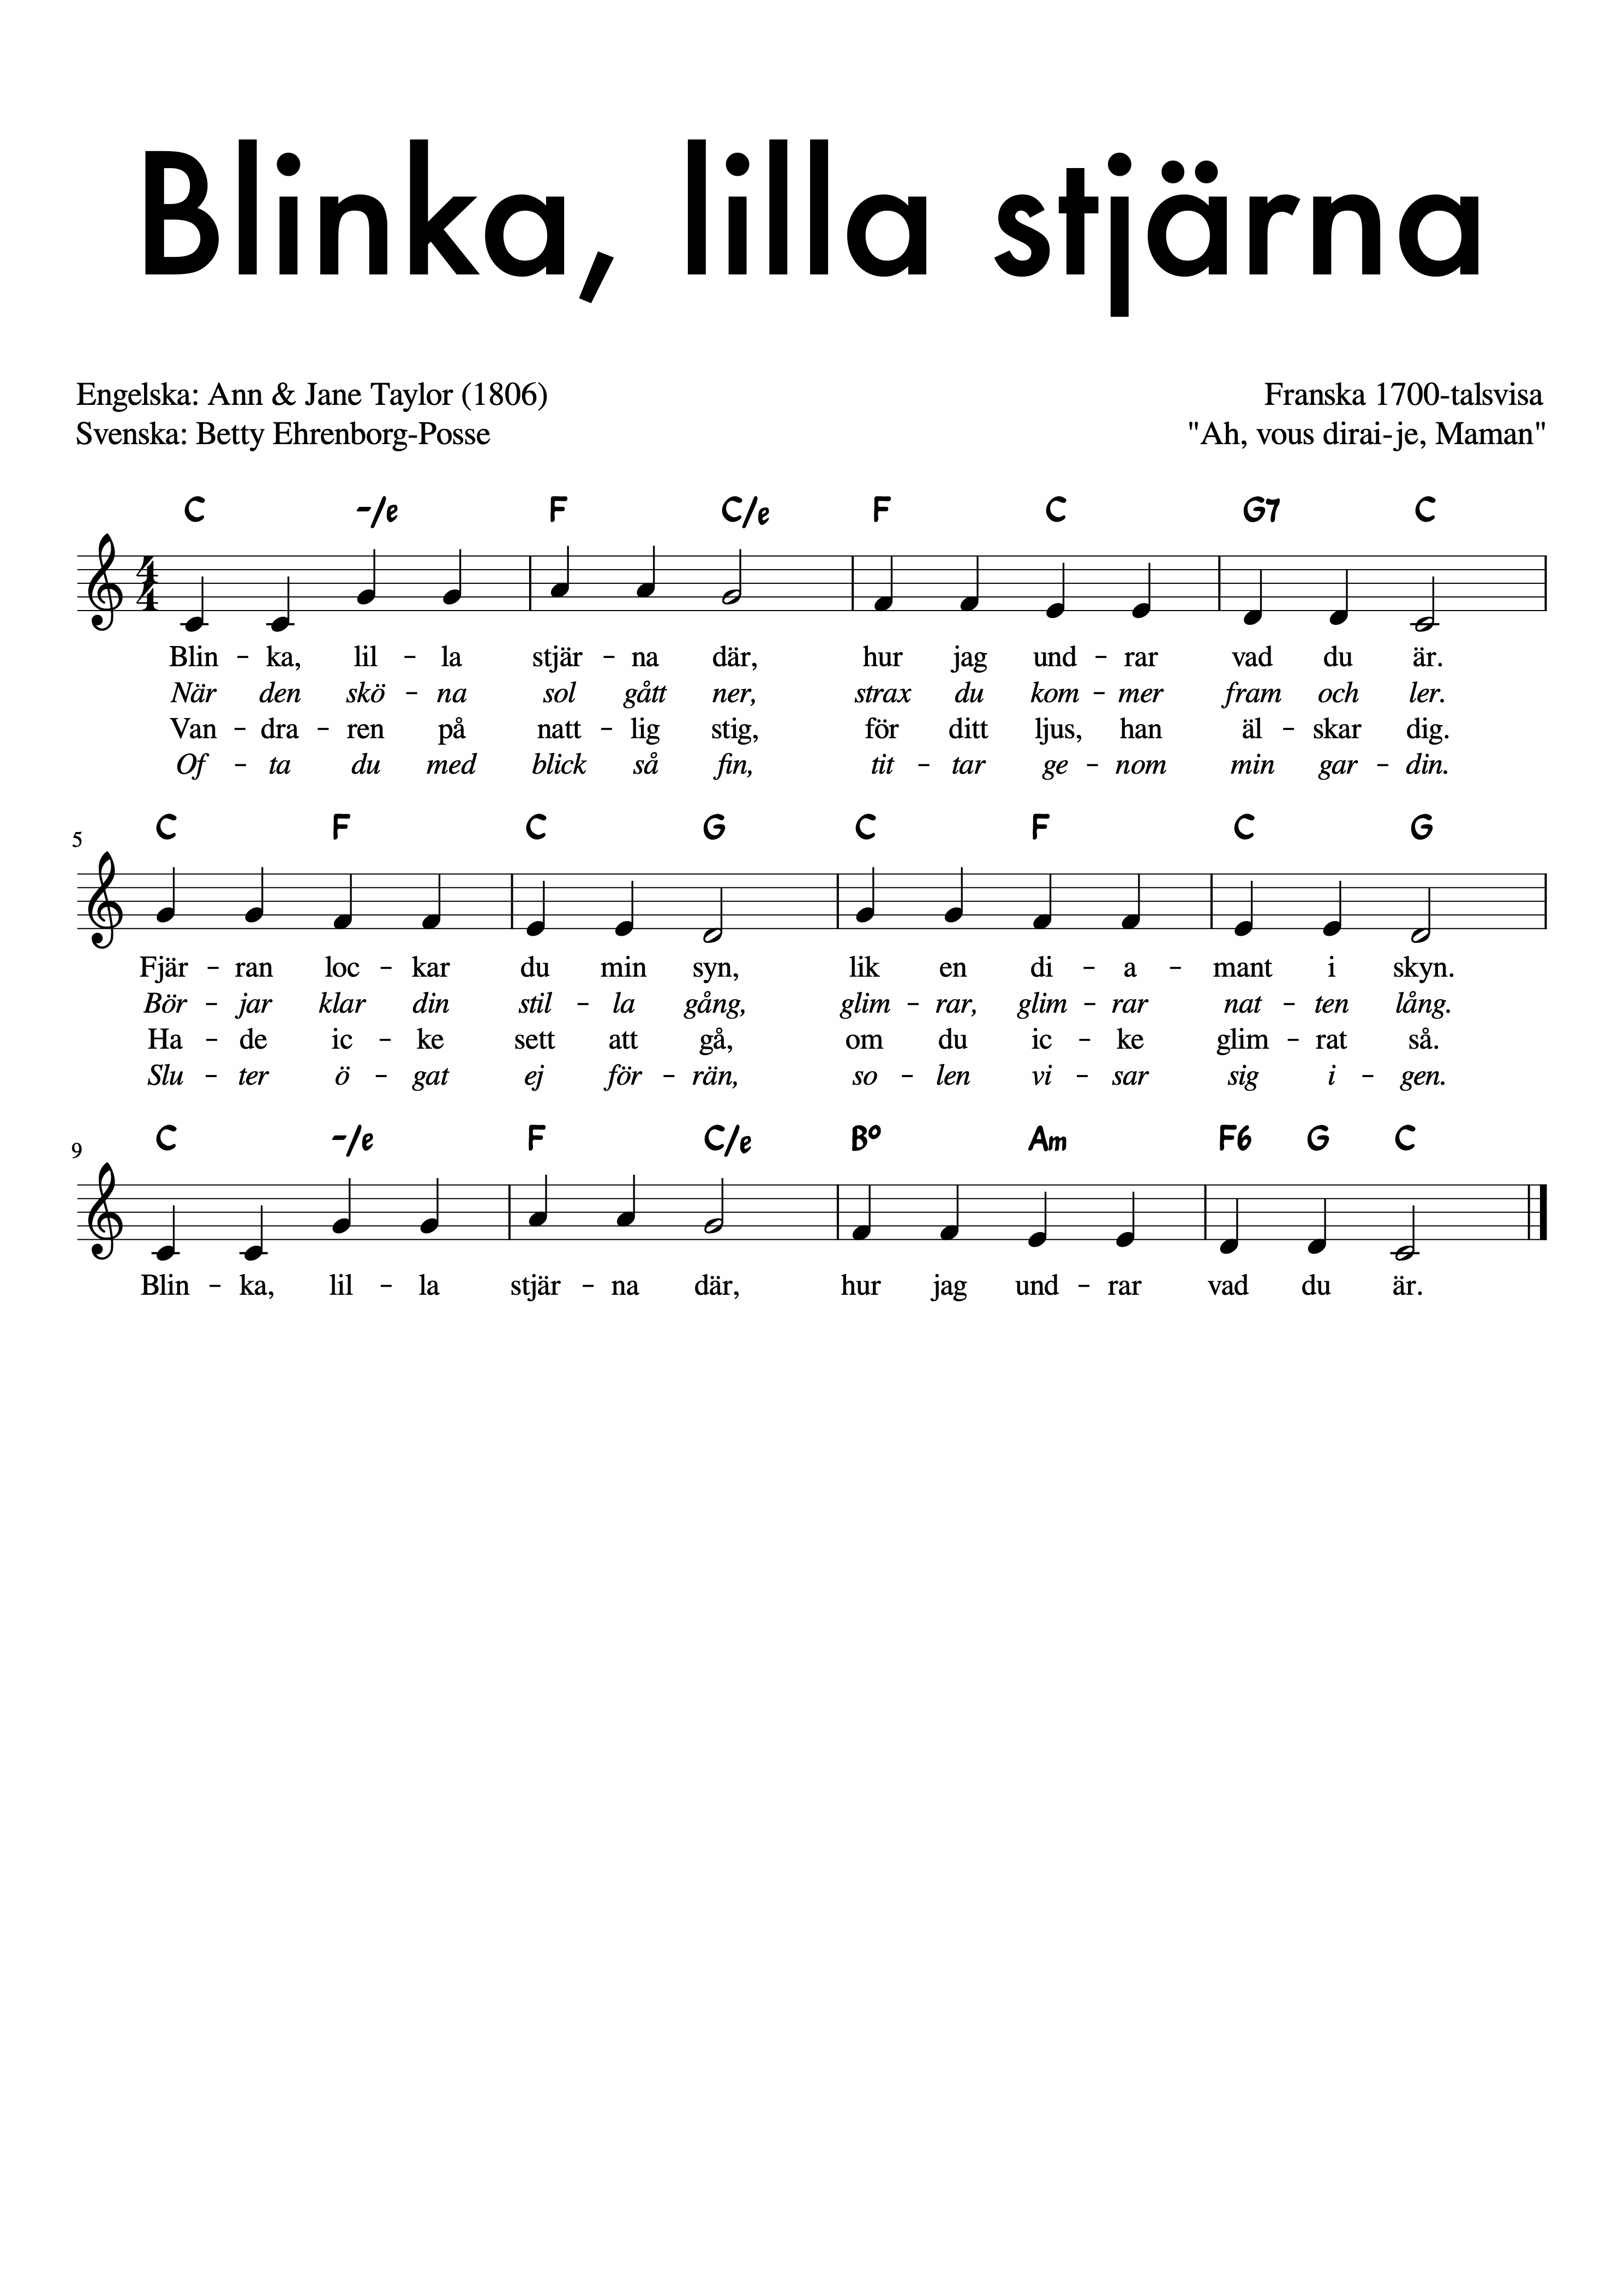 Blinka, lilla stjärna
Engelska: Ann & Jane Taylor (1806)
Franska 1700-talsvisa
Svenska: Betty Ehrenborg-Posse
"Ah, vous dirai-je, Maman"
C -/e F C/e F C G7 C
4
4
Blin - ka, lil - la stjär - na där, hur jag und - rar vad du är.
När den skö - na sol gått ner, strax du kom - mer fram och ler.
Van - dra - ren på natt - lig stig, för ditt ljus, han äl - skar dig.
Of - ta du med blick så fin, tit - tar ge - nom min gar - din.
C F C G C F C G
5
Fjär - ran loc - kar du min syn, lik en di - a - mant i skyn.
Bör - jar klar din stil - la gång, glim - rar, glim - rar nat - ten lång.
Ha - de ic - ke sett att gå, om du ic - ke glim - rat så.
Slu - ter ö - gat ej för - rän, so - len vi - sar sig i - gen.
C -/e F C/e Bo Am F6 G C
9
Blin - ka, lil - la stjär - na där, hur jag und - rar vad du är.